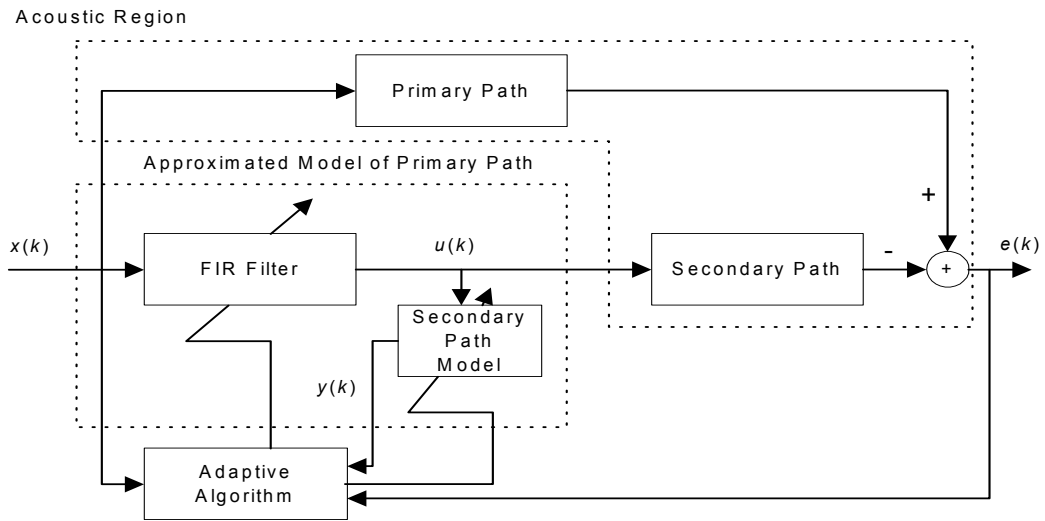 Acoustic Region
Primary Path
Approximated Model of Primary Path
+
x(k)
FIR Filter
u(k)
Secondary Path
-
+
e(k)
Secondary
Path
Model
y(k)
Adaptive
Algorithm